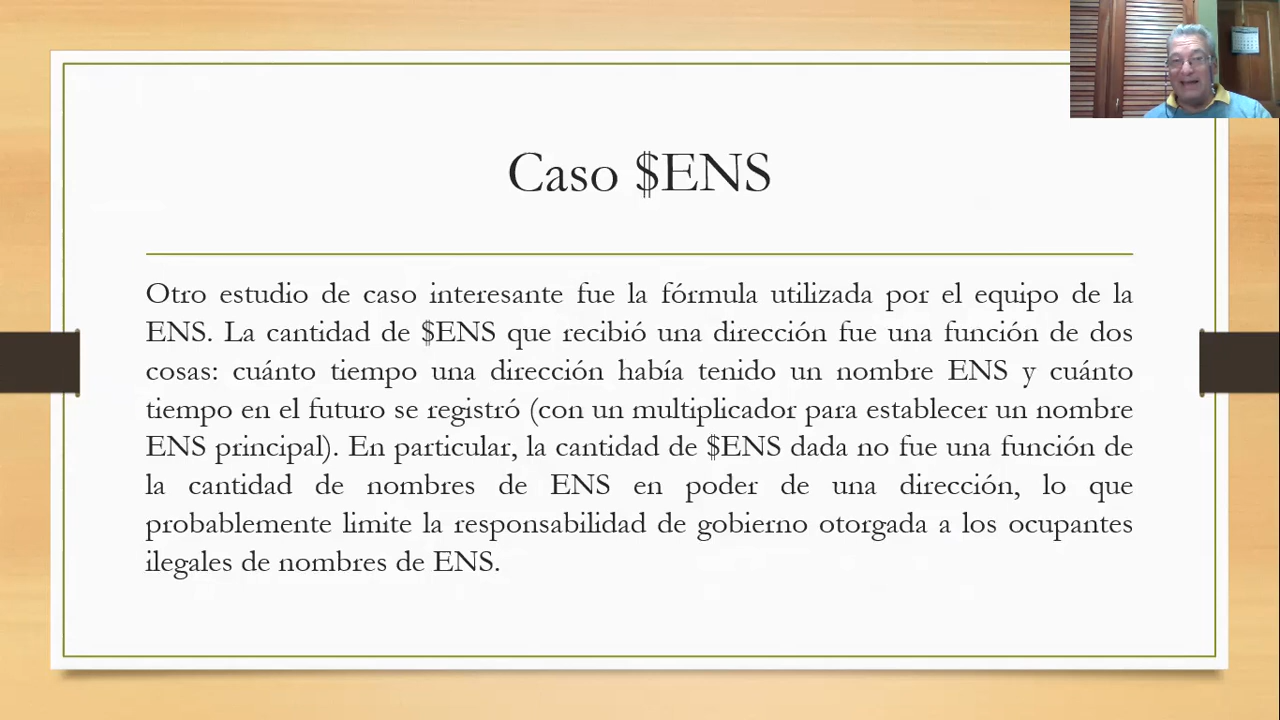 Caso $ENS
Otro estudio de caso interesante fue la fórmula utilizada por el equipo de la
ENS. La cantidad de $ENS que recibió una dirección fue una función de dos
cosas: cuánto tiempo una dirección había tenido un nombre ENS y cuánto
tiempo en el futuro se registró (con un multiplicador para establecer un nombre
ENS principal). En particular, la cantidad de $ENS dada no fue una función de
la cantidad de nombres de ENS en poder de una dirección, lo que
probablemente limite la responsabilidad de gobierno otorgada a los ocupantes
ilegales de nombres de ENS.